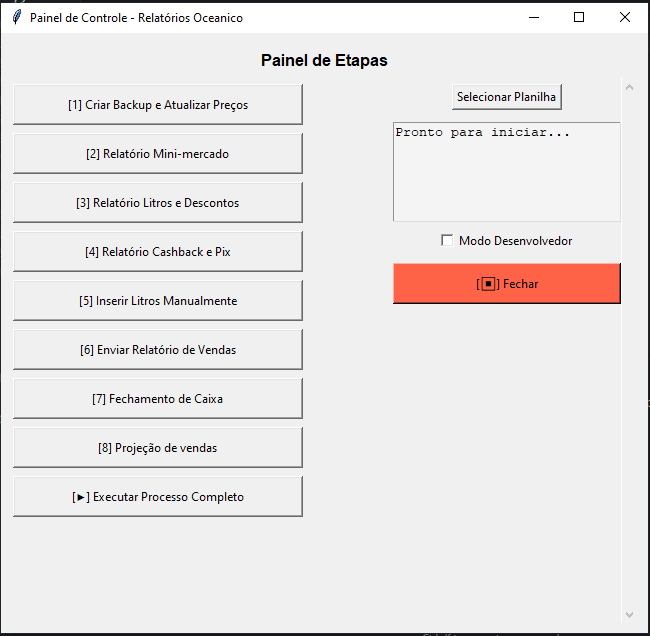 Painel de Controle - Relatórios Oceanico
Painel de Etapas
[1] Criar Backup e Atualizar Preços
[2] Relatório Mini-mercado
[3] Relatório Litros e Descontos
[4] Relatório Cashback e Pix
[5] Inserir Litros Manualmente
[6] Enviar Relatório de Vendas
[7] Fechamento de Caixa
[8] Projeção de vendas
[►] Executar Processo Completo
Selecionar Planilha
Pronto para iniciar...
Modo Desenvolvedor
[▣] Fechar